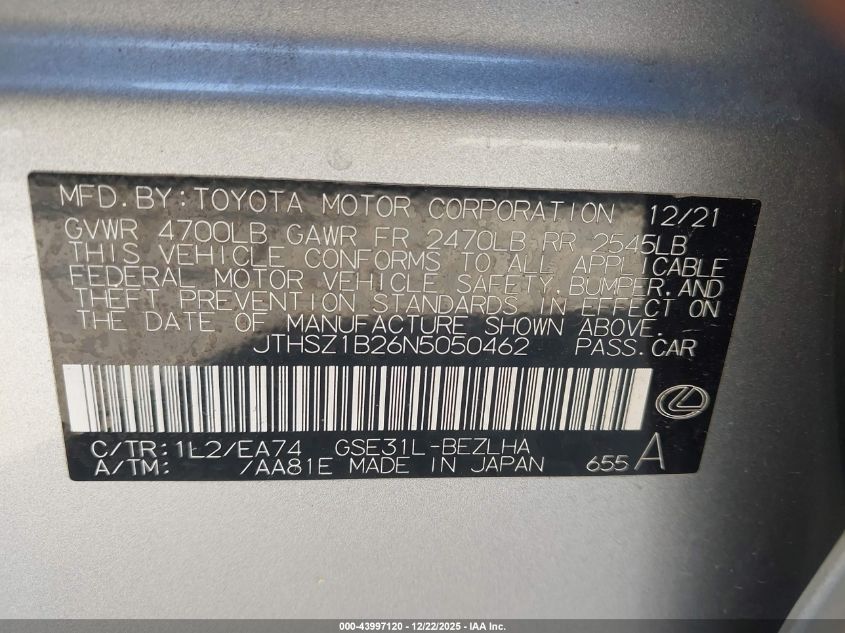 MFD. BY: TOYOTA MOTOR CORPORATION 12/21
GVWR 4700LB GAWR FR 2470LB RR 2545LB
THIS VEHICLE CONFORMS TO ALL APPLICABLE
FEDERAL MOTOR VEHICLE SAFETY, BUMPER, AND
THEFT PREVENTION STANDARDS IN EFFECT ON
THE DATE OF MANUFACTURE SHOWN ABOVE.
JTHSZ1B26N5050462 PASS. CAR
C/TR: 1L2/EA74 GSE31L-BEZLHA
A/TM: /AA81E MADE IN JAPAN 655 A
000-43997120 - 12/22/2025 - IAA Inc.